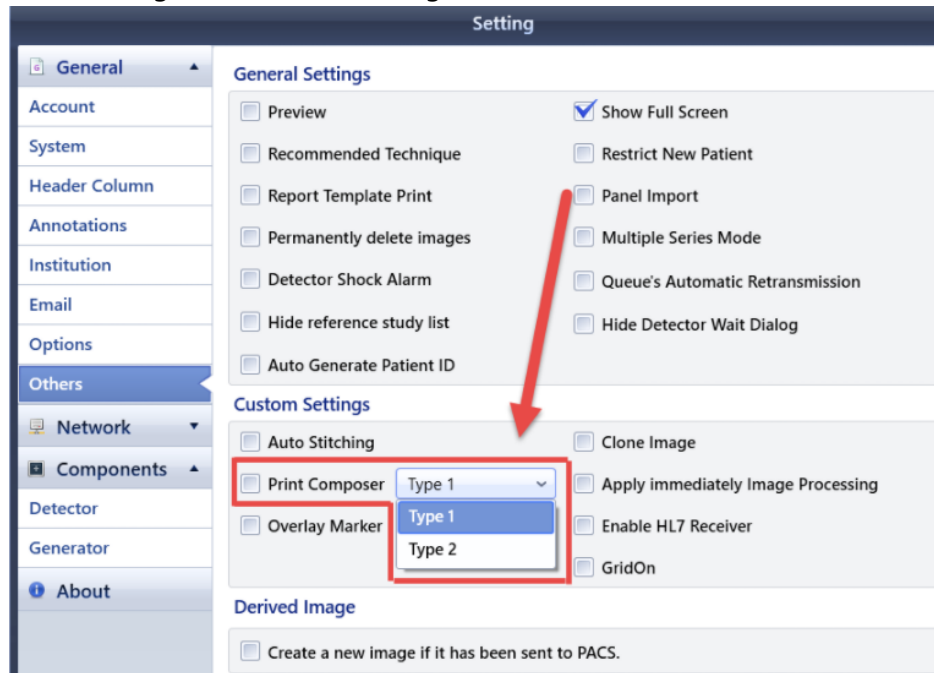 Setting
General
Account
System
Header Column
Annotations
Institution
Email
Options
Others
Network
Components
Detector
Generator
About
General Settings
Preview
Show Full Screen
Recommended Technique
Restrict New Patient
Report Template Print
Panel Import
Permanently delete images
Multiple Series Mode
Detector Shock Alarm
Queue's Automatic Retransmission
Hide reference study list
Hide Detector Wait Dialog
Auto Generate Patient ID
Custom Settings
Auto Stitching
Clone Image
Print Composer Type 1
Apply immediately Image Processing
Type 1
Overlay Marker
Enable HL7 Receiver
Type 2
GridOn
Derived Image
Create a new image if it has been sent to PACS.